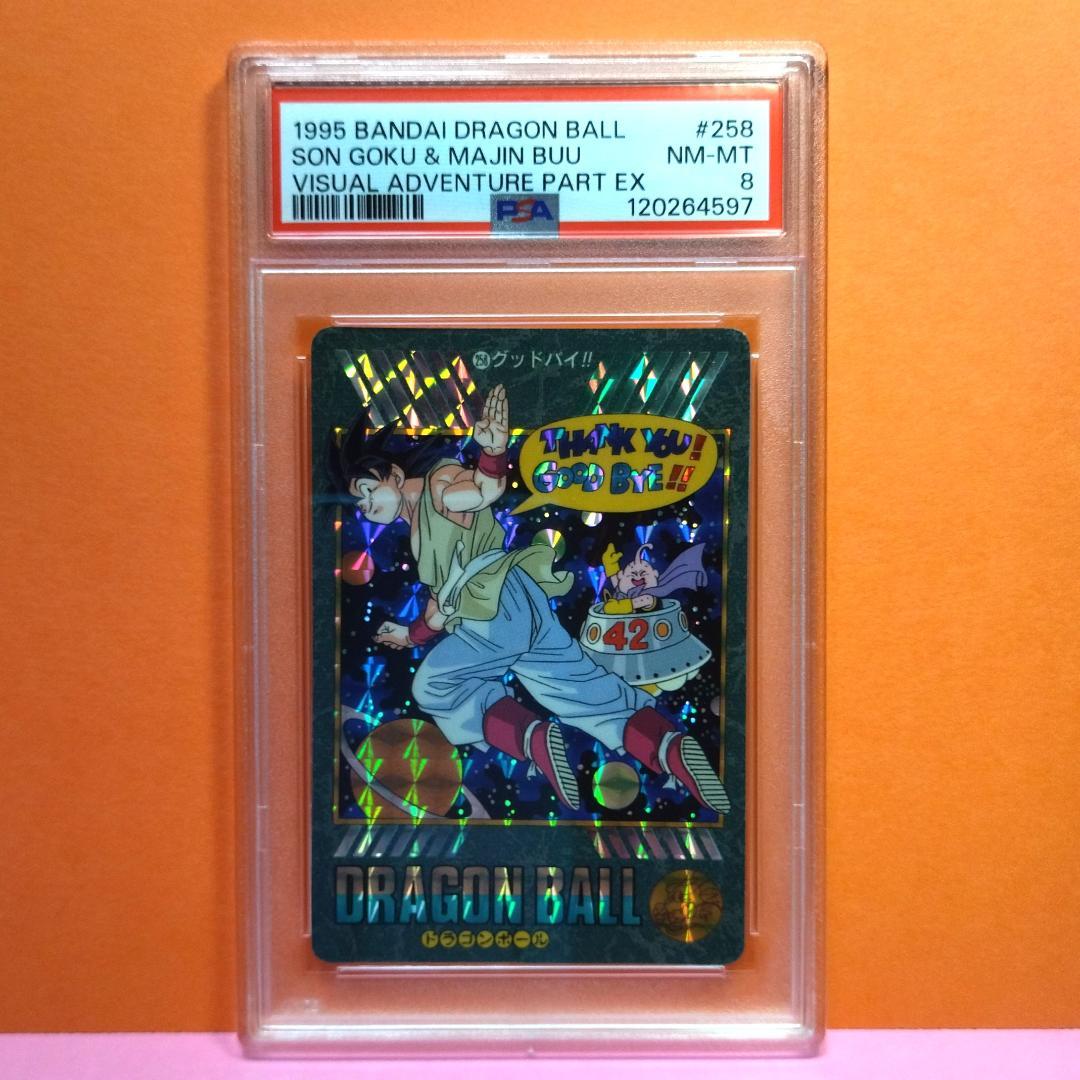 1995 BANDAI DRAGON BALL #258
SON GOKU & MAJIN BUU NM-MT
VISUAL ADVENTURE PART EX 8
PSA 120264597
258 グッドバイ!!
THANK YOU!
GOOD BYE!!
42
DRAGON BALL
ドラゴンボール